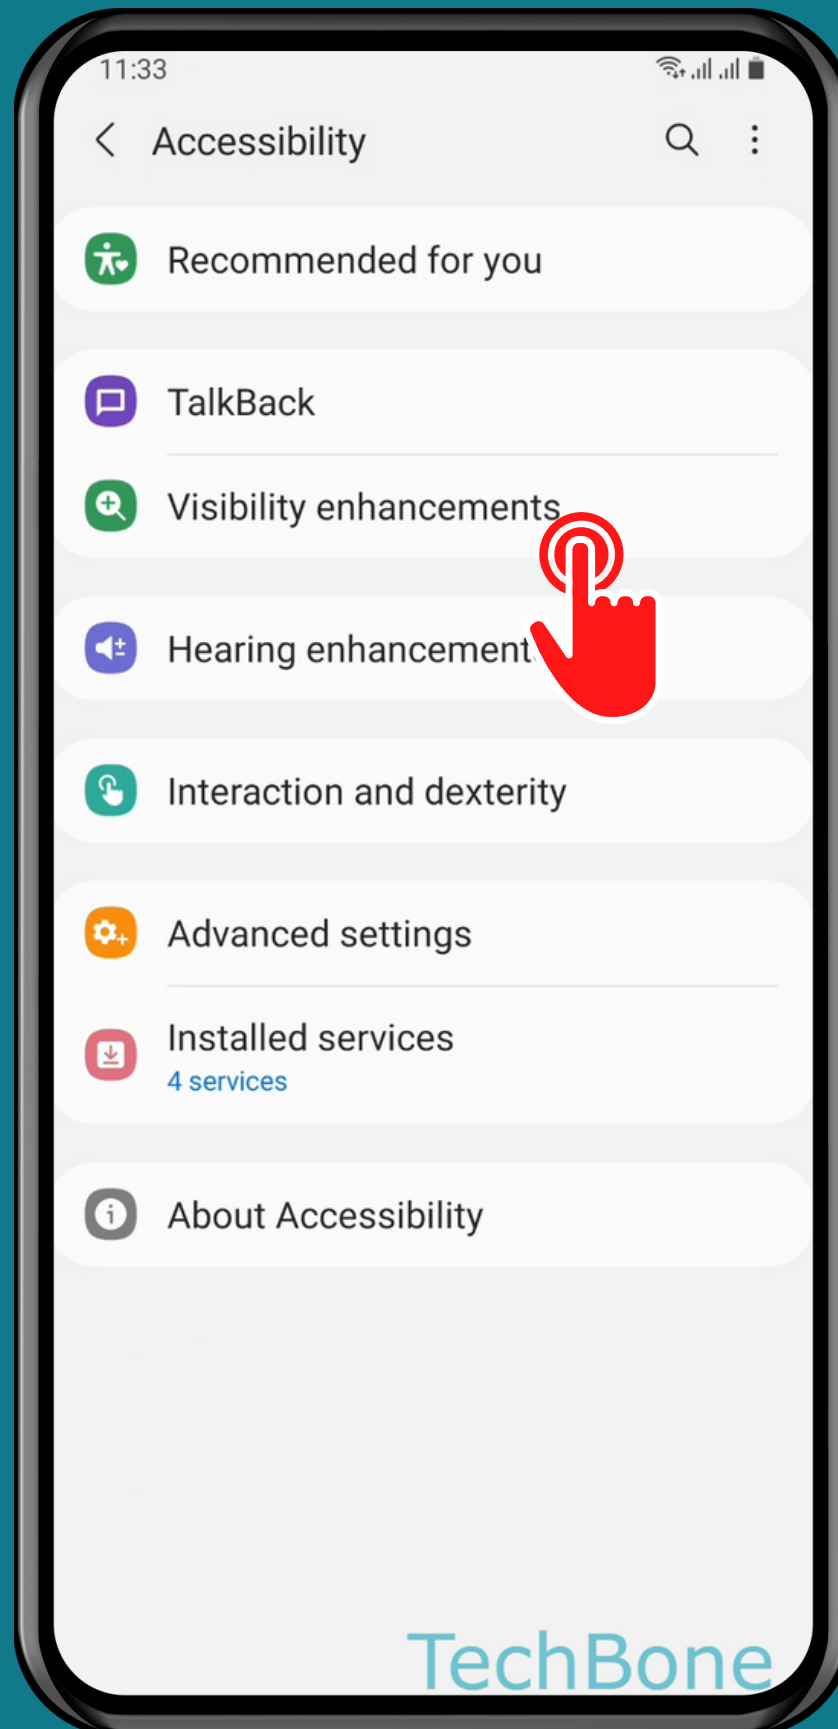 11:33
Accessibility
Recommended for you
TalkBack
Visibility enhancements
Hearing enhancement
Interaction and dexterity
Advanced settings
Installed services
4 services
About Accessibility
TechBone